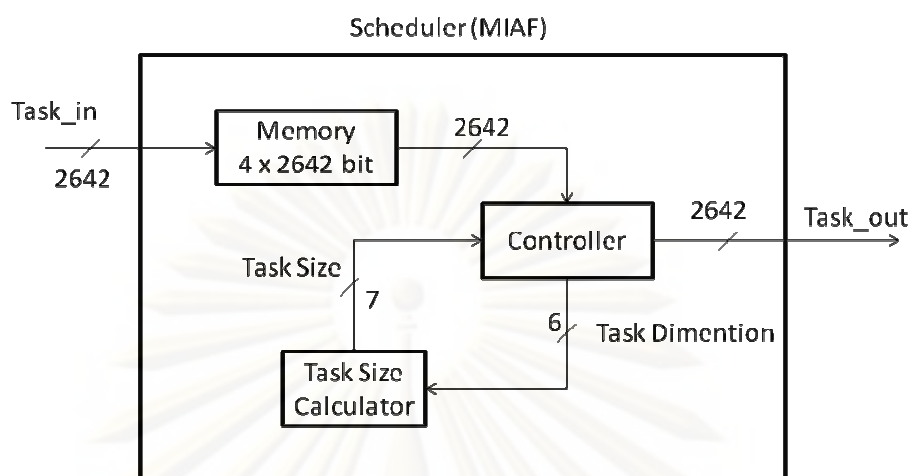 Scheduler (MIAF)
Task_in
2642
Memory
4 x 2642 bit
2642
Controller
2642
Task_out
Task Size
7
6
Task Dimention
Task Size
Calculator